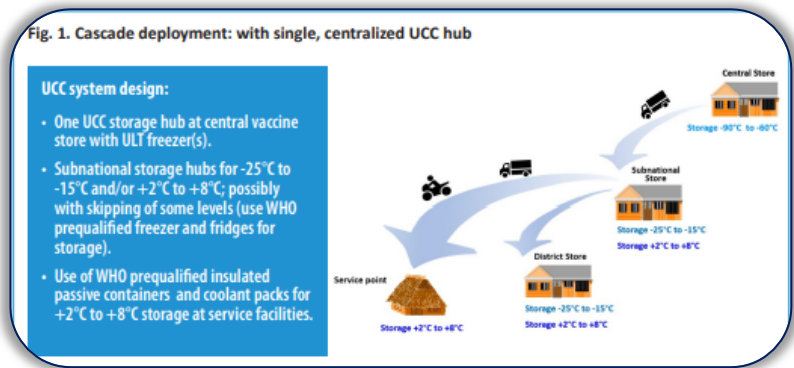 Fig. 1. Cascade deployment: with single, centralized UCC hub
UCC system design:
• One UCC storage hub at central vaccine
store with ULT freezer(s).
• Subnational storage hubs for -25°C to
-15°C and/or +2°C to +8°C; possibly
with skipping of some levels (use WHO
prequalified freezer and fridges for
storage).
• Use of WHO prequalified insulated
passive containers and coolant packs for
+2°C to +8°C storage at service facilities.
Central Store
Storage -90°C to -60°C
Subnational
Store
Storage -25°C to -15°C
Storage +2°C to +8°C
District Store
Storage -25°C to -15°C
Storage +2°C to +8°C
Service point
Storage +2°C to +8°C